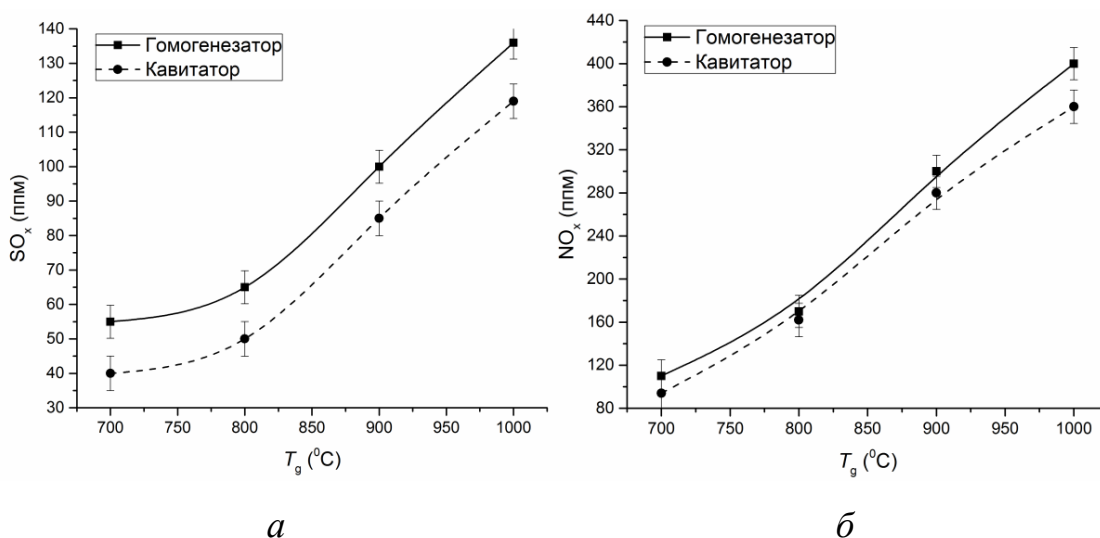 140
130
120
110
100
90
80
70
60
50
40
30
SOₓ (ппм)
Гомогенезатор
Кавитатор
700 750 800 850 900 950 1000
T_g (⁰C)
а
440
400
360
320
280
240
200
160
120
80
NOₓ (ппм)
Гомогенезатор
Кавитатор
700 750 800 850 900 950 1000
T_g (⁰C)
б